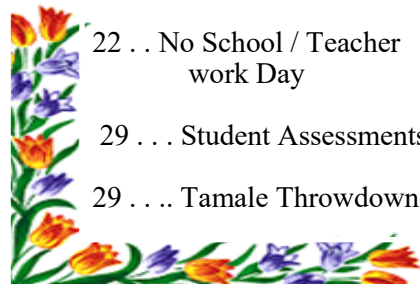 22 . . No School / Teacher
work Day
29 . . . Student Assessments
29 . . .. Tamale Throwdown